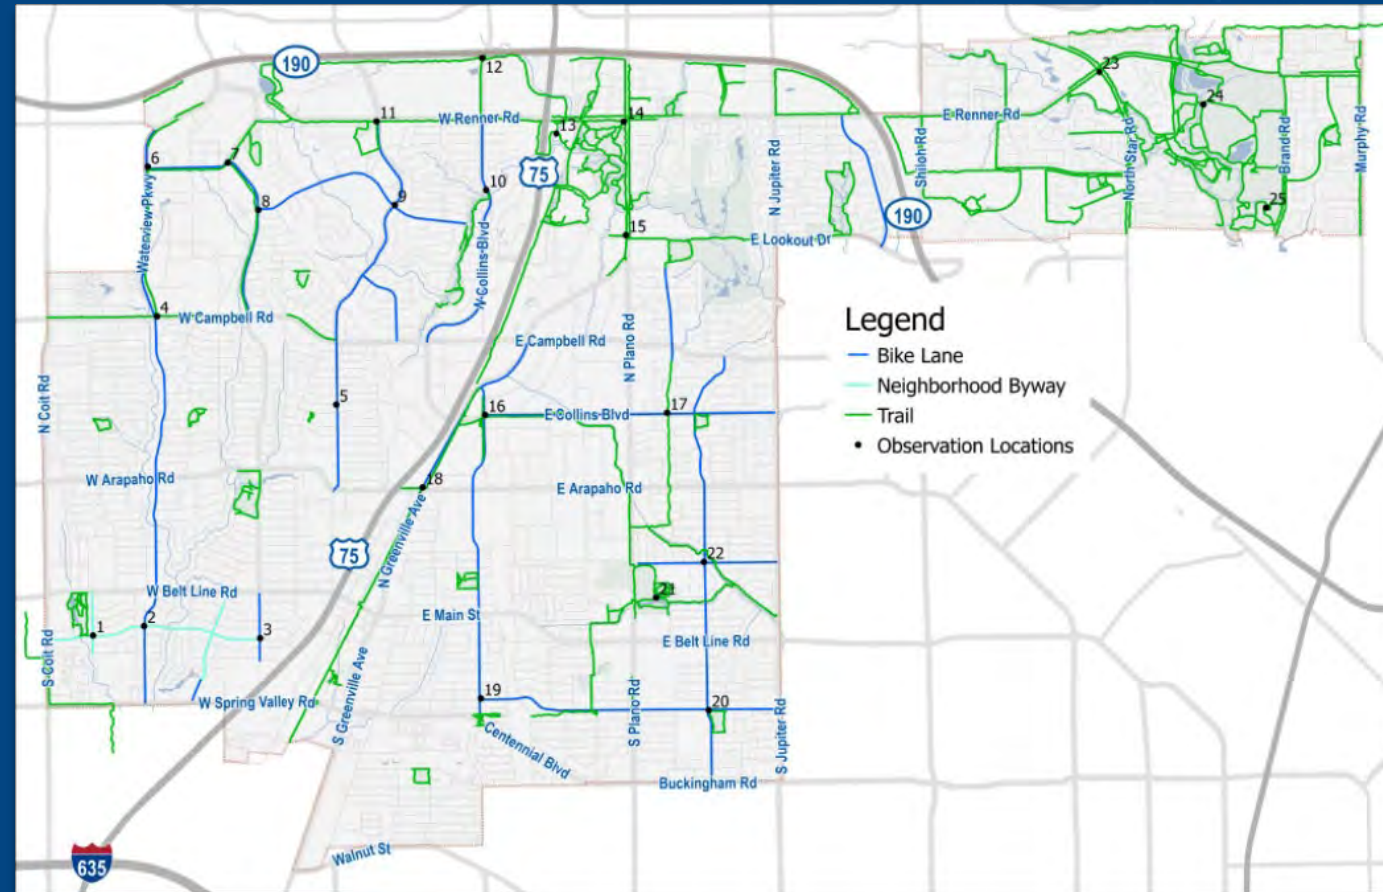 190
12
23
24
11
W Renner Rd
14
13
E Renner Rd
6
7
75
N Jupiter Rd
Shiloh Rd
North Star Rd
Brand Rd
Murphy Rd
10
8
9
25
190
Waterview Pkwy
N Collins Blvd
15
E Lookout Dr
4
W Campbell Rd
E Campbell Rd
N Plano Rd
Legend
Bike Lane
Neighborhood Byway
Trail
Observation Locations
N Coit Rd
5
16
E Collins Blvd
17
W Arapaho Rd
18
E Arapaho Rd
75
N Greenville Ave
22
W Belt Line Rd
21
E Main St
1
2
3
E Belt Line Rd
S Coit Rd
S Greenville Ave
W Spring Valley Rd
19
20
S Plano Rd
S Jupiter Rd
Centennial Blvd
Buckingham Rd
Walnut St
635